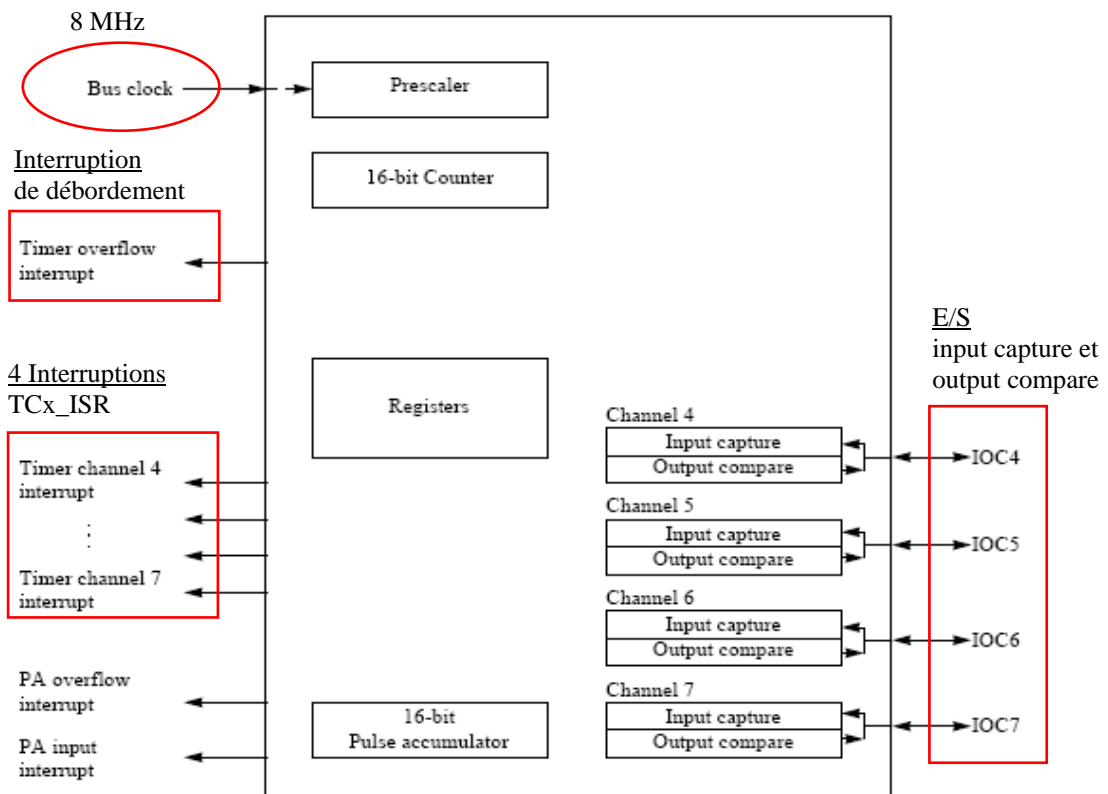 8 MHz
Bus clock
Prescaler
Interruption
de débordement
16-bit Counter
Timer overflow
interrupt
E/S
input capture et
output compare
4 Interruptions
TCx_ISR
Registers
Channel 4
Input capture
Output compare
IOC4
Timer channel 4
interrupt
Channel 5
Input capture
Output compare
IOC5
Timer channel 7
interrupt
Channel 6
Input capture
Output compare
IOC6
PA overflow
interrupt
16-bit
Pulse accumulator
Channel 7
Input capture
Output compare
IOC7
PA input
interrupt